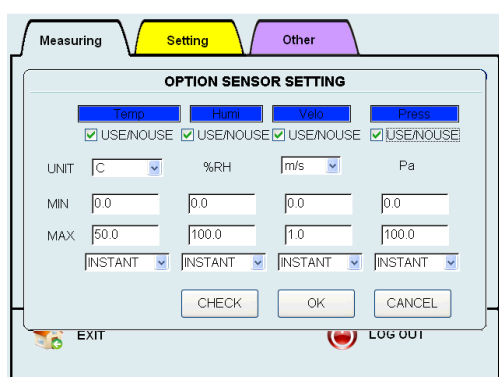 Measuring Setting Other
OPTION SENSOR SETTING
Temp Humi Velo Press
USE/NOUSE USE/NOUSE USE/NOUSE USE/NOUSE
UNIT C %RH m/s Pa
MIN 0.0 0.0 0.0 0.0
MAX 50.0 100.0 1.0 100.0
INSTANT INSTANT INSTANT INSTANT
CHECK OK CANCEL
EXIT LOG OUT